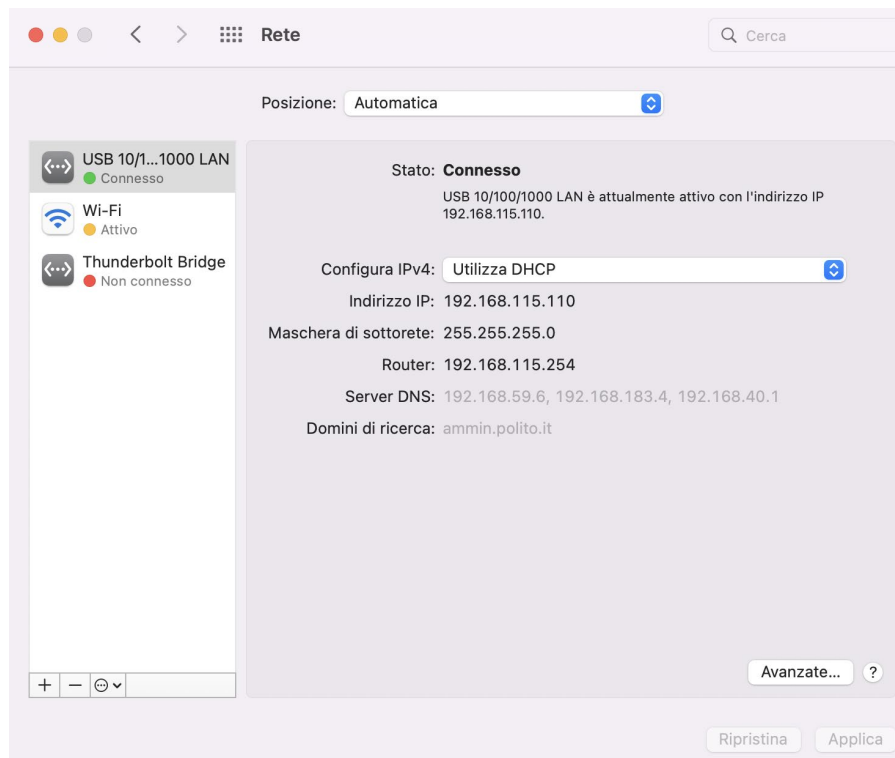 Rete
Cerca
Posizione: Automatica
USB 10/1...1000 LAN
Connesso
Wi-Fi
Attivo
Thunderbolt Bridge
Non connesso
Stato: Connesso
USB 10/100/1000 LAN è attualmente attivo con l'indirizzo IP
192.168.115.110.
Configura IPv4: Utilizza DHCP
Indirizzo IP: 192.168.115.110
Maschera di sottorete: 255.255.255.0
Router: 192.168.115.254
Server DNS: 192.168.59.6, 192.168.183.4, 192.168.40.1
Domini di ricerca: ammin.polito.it
Avanzate... ?
Ripristina Applica